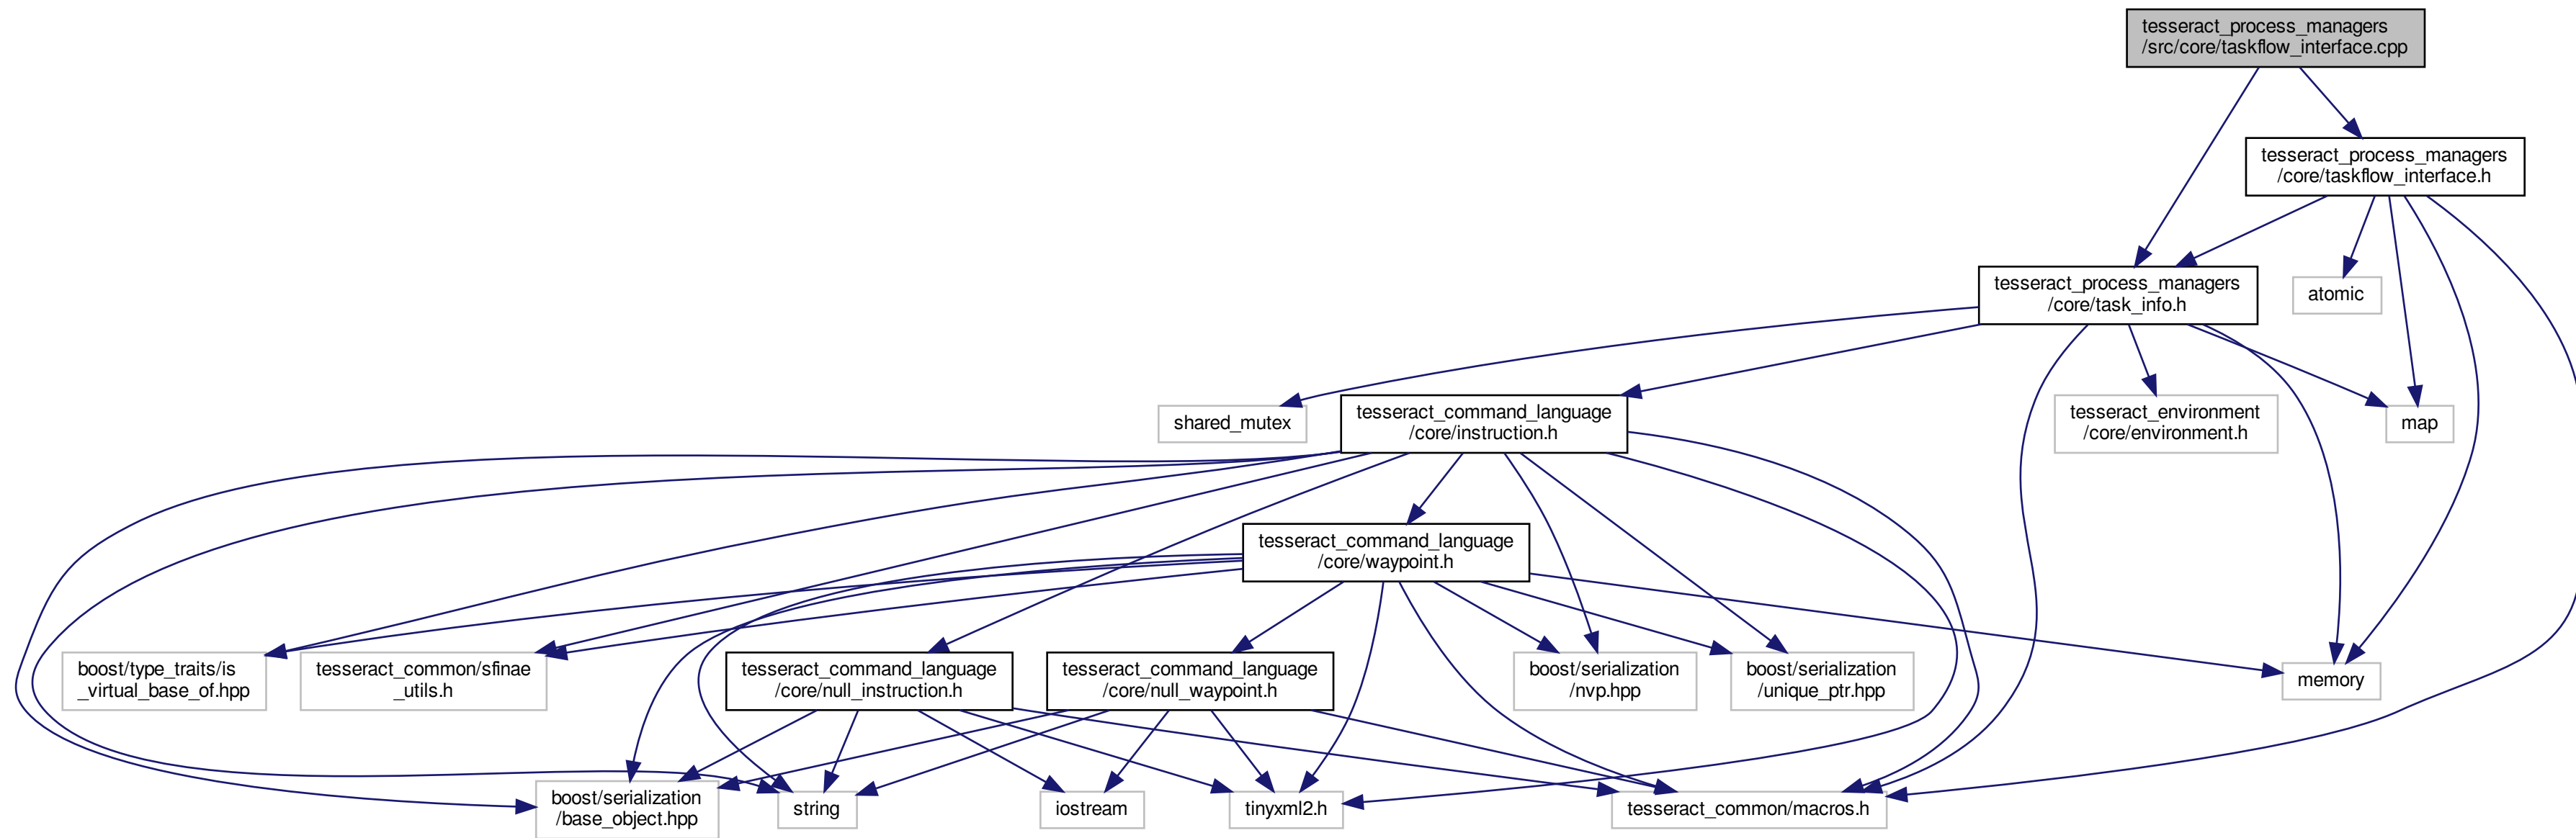 tesseract_process_managers
/src/core/taskflow_interface.cpp
tesseract_process_managers
/core/taskflow_interface.h
tesseract_process_managers
/core/task_info.h
atomic
shared_mutex
tesseract_command_language
/core/instruction.h
tesseract_environment
/core/environment.h
map
tesseract_command_language
/core/waypoint.h
boost/type_traits/is
_virtual_base_of.hpp
tesseract_common/sfinae
_utils.h
tesseract_command_language
/core/null_instruction.h
tesseract_command_language
/core/null_waypoint.h
boost/serialization
/nvp.hpp
boost/serialization
/unique_ptr.hpp
memory
boost/serialization
/base_object.hpp
string
iostream
tinyxml2.h
tesseract_common/macros.h